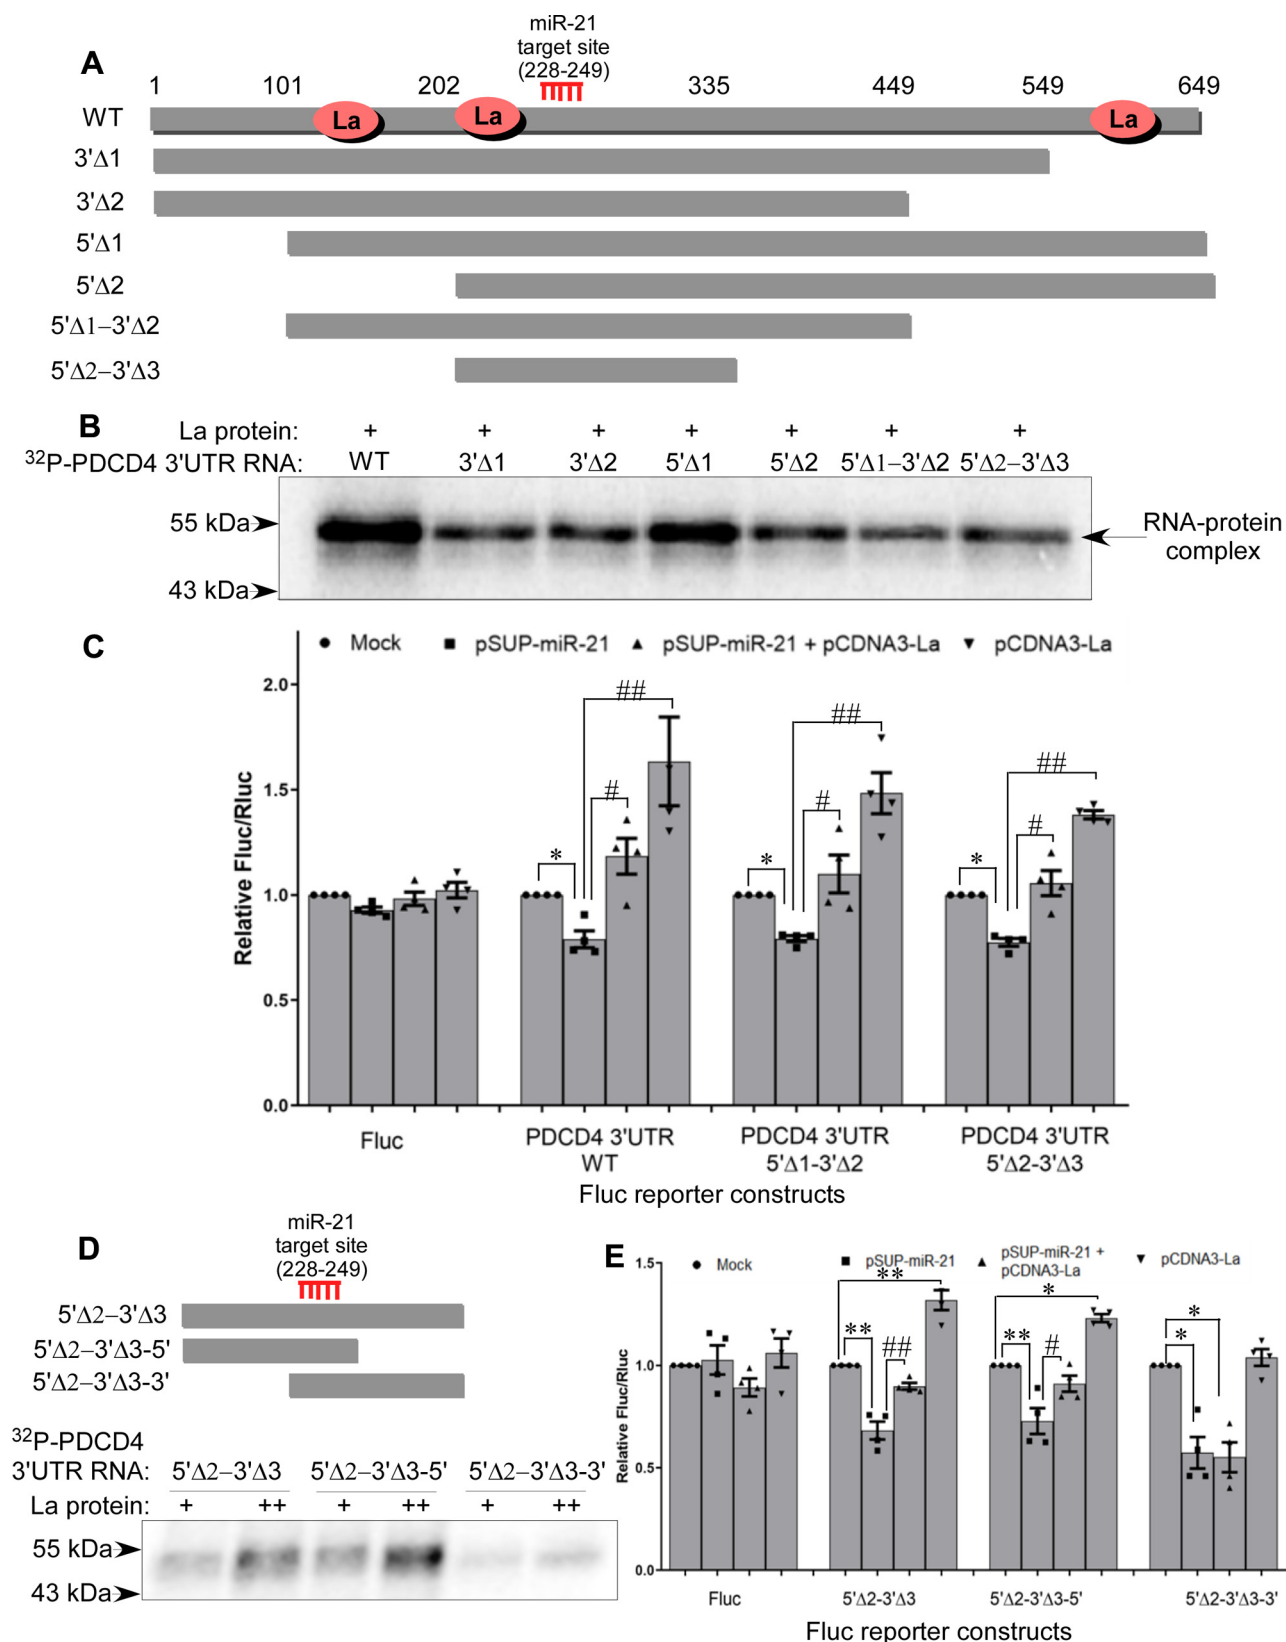 A
miR-21
target site
(228-249)
1 101 202 335 449 549 649
WT La La La
3'Δ1
3'Δ2
5'Δ1
5'Δ2
5'Δ1–3'Δ2
5'Δ2–3'Δ3
B
La protein: + + + + + + +
32P-PDCD4 3'UTR RNA: WT 3'Δ1 3'Δ2 5'Δ1 5'Δ2 5'Δ1–3'Δ2 5'Δ2–3'Δ3
55 kDa
43 kDa
RNA-protein
complex
C
Mock pSUP-miR-21 pSUP-miR-21 + pCDNA3-La pCDNA3-La
Relative Fluc/Rluc
2.0
1.5
1.0
0.5
0.0
* # ##
* # ##
* # ##
Fluc
PDCD4 3'UTR
WT
PDCD4 3'UTR
5'Δ1-3'Δ2
PDCD4 3'UTR
5'Δ2-3'Δ3
Fluc reporter constructs
D
miR-21
target site
(228-249)
5'Δ2–3'Δ3
5'Δ2–3'Δ3-5'
5'Δ2–3'Δ3-3'
32P-PDCD4
3'UTR RNA: 5'Δ2–3'Δ3 5'Δ2–3'Δ3-5' 5'Δ2–3'Δ3-3'
La protein: + ++ + ++ + ++
55 kDa
43 kDa
E
Mock pSUP-miR-21 pSUP-miR-21 +
pCDNA3-La pCDNA3-La
Relative Fluc/Rluc
1.5
1.0
0.5
0.0
** ** ##
* ** #
* *
Fluc 5'Δ2-3'Δ3 5'Δ2-3'Δ3-5' 5'Δ2-3'Δ3-3'
Fluc reporter constructs